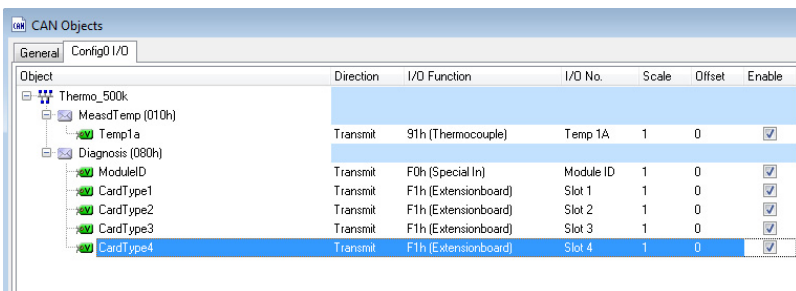 CAN CAN Objects
General Config0 I/O
Object Direction I/O Function I/O No. Scale Offset Enable
Thermo_500k
MeasdTemp (010h)
Temp1a Transmit 91h (Thermocouple) Temp 1A 1 0
Diagnosis (080h)
ModuleID Transmit F0h (Special In) Module ID 1 0
CardType1 Transmit F1h (Extensionboard) Slot 1 1 0
CardType2 Transmit F1h (Extensionboard) Slot 2 1 0
CardType3 Transmit F1h (Extensionboard) Slot 3 1 0
CardType4 Transmit F1h (Extensionboard) Slot 4 1 0